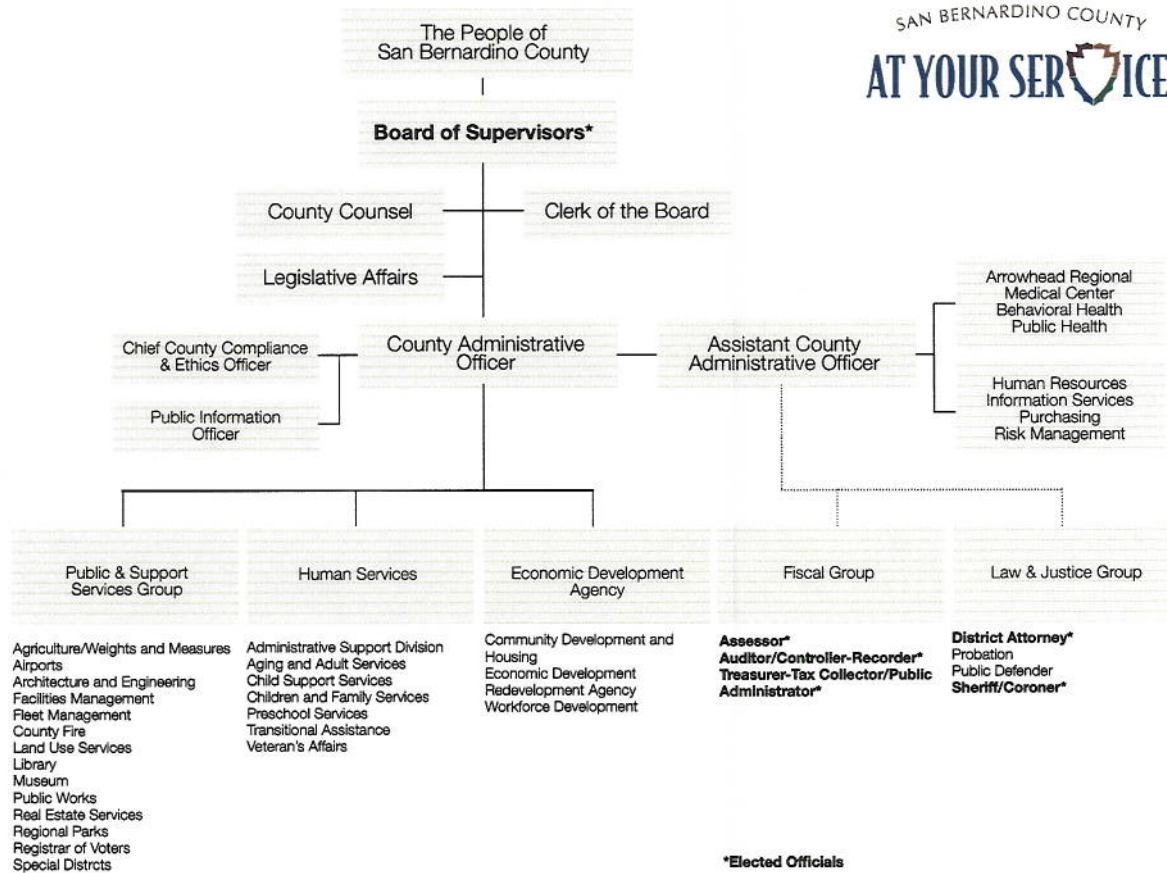 SAN BERNARDINO COUNTY
AT YOUR SERVICE
The People of
San Bernardino County
Board of Supervisors*
County Counsel
Clerk of the Board
Legislative Affairs
Chief County Compliance
& Ethics Officer
Public Information
Officer
County Administrative
Officer
Assistant County
Administrative Officer
Arrowhead Regional
Medical Center
Behavioral Health
Public Health
Human Resources
Information Services
Purchasing
Risk Management
Public & Support
Services Group
Agriculture/Weights and Measures
Airports
Architecture and Engineering
Facilities Management
Fleet Management
County Fire
Land Use Services
Library
Museum
Public Works
Real Estate Services
Regional Parks
Registrar of Voters
Special Distrcts
Human Services
Administrative Support Division
Aging and Adult Services
Child Support Services
Children and Family Services
Preschool Services
Transitional Assistance
Veteran's Affairs
Economic Development
Agency
Community Development and
Housing
Economic Development
Redevelopment Agency
Workforce Development
Fiscal Group
Assessor*
Auditor/Controller-Recorder*
Treasurer-Tax Collector/Public
Administrator*
Law & Justice Group
District Attorney*
Probation
Public Defender
Sheriff/Coroner*
*Elected Officials